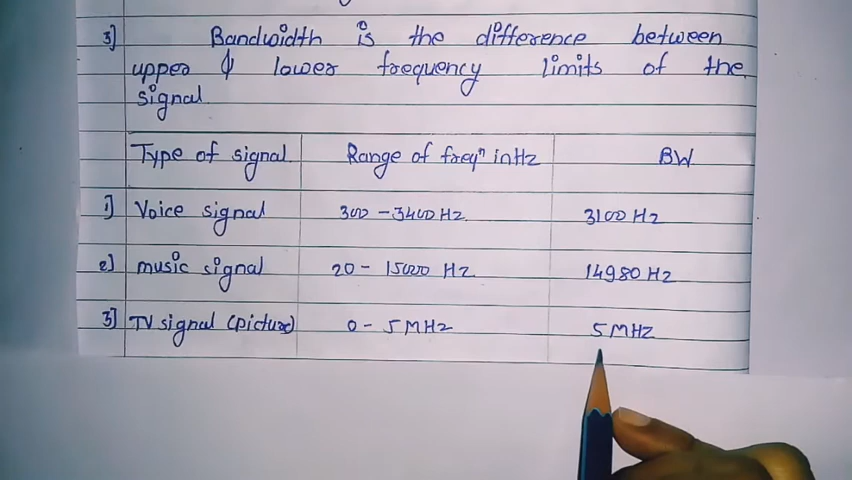 3] Bandwidth is the difference between
upper & lower frequency limits of the
signal
Type of signal Range of freqⁿ in Hz BW
1] Voice signal 300 - 3400 Hz 3100 Hz
2] music signal 20 - 15000 Hz 14980 Hz
3] TV signal (picture) 0 - 5 MHz 5 MHz